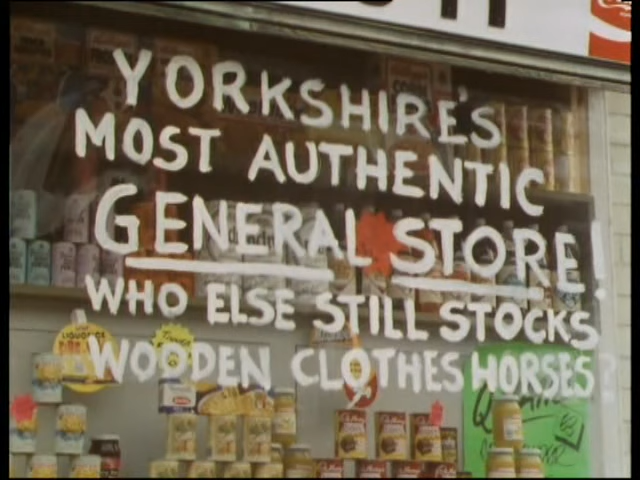 YORKSHIRE'S
MOST AUTHENTIC
GENERAL STORE!
WHO ELSE STILL STOCKS
WOODEN CLOTHES HORSES?